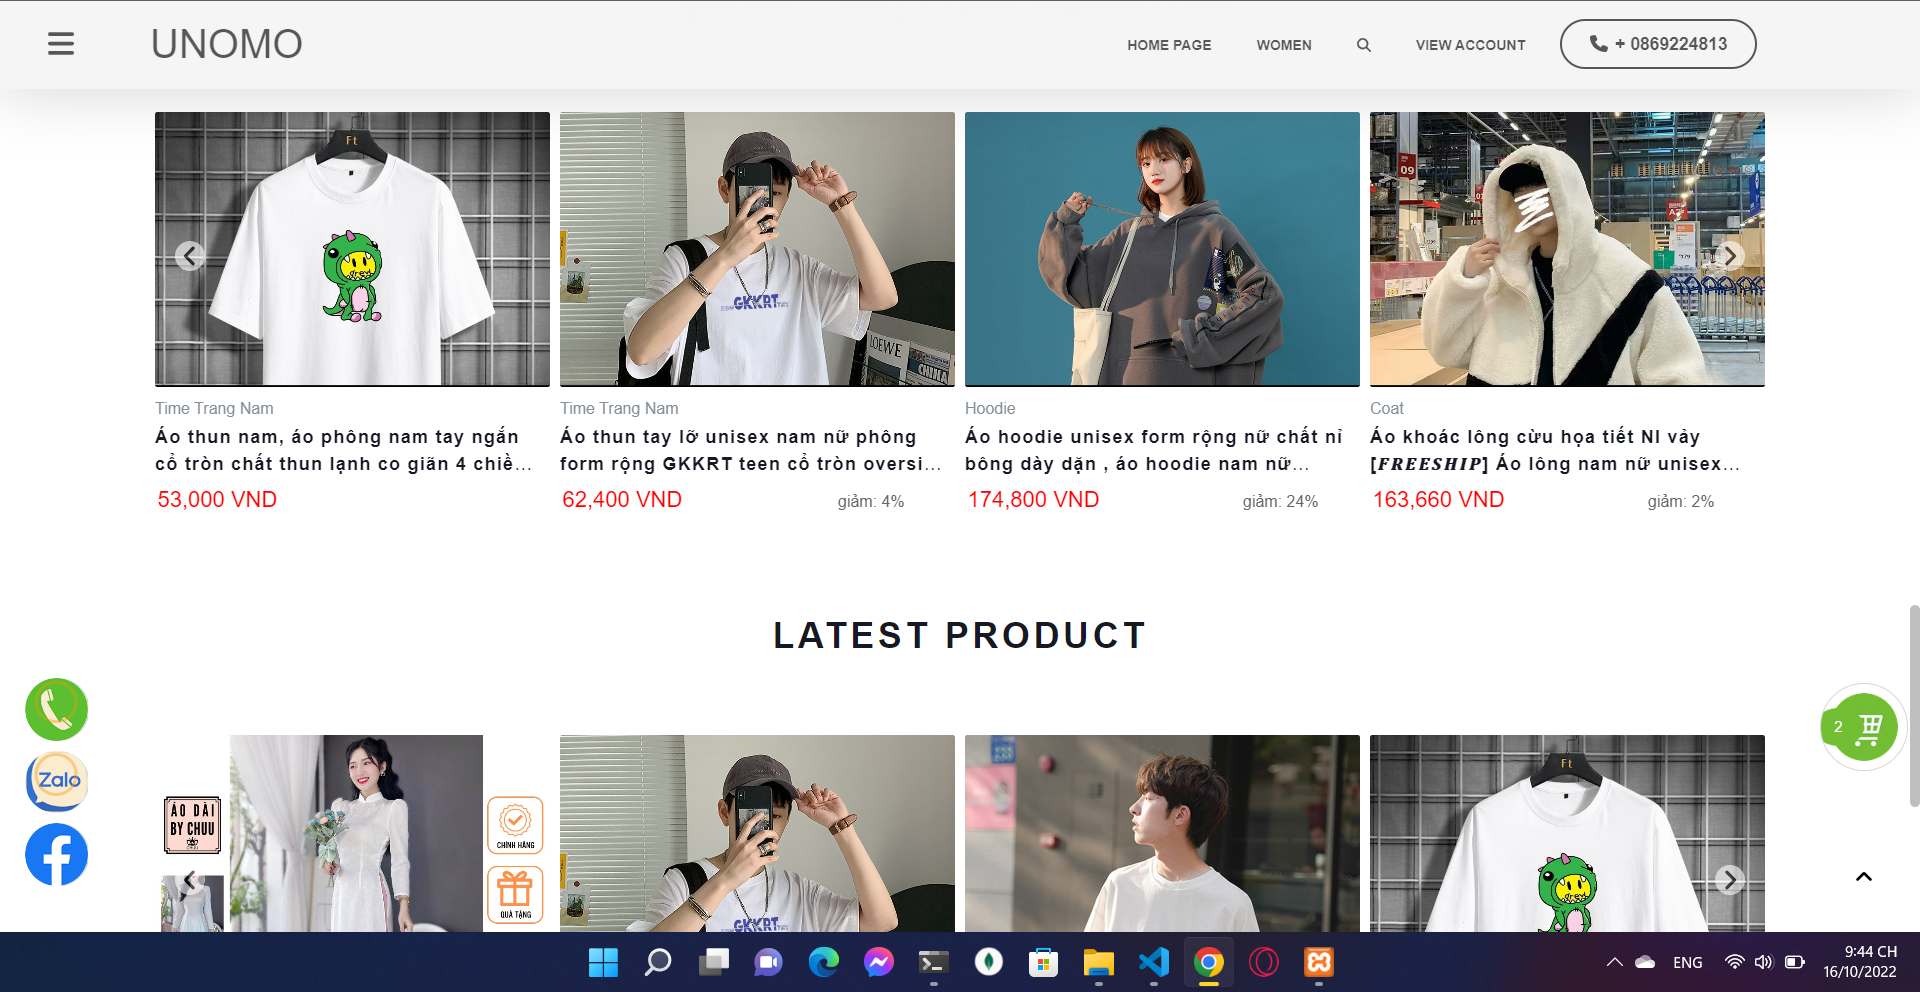 UNOMO
HOME PAGE
WOMEN
VIEW ACCOUNT
+ 0869224813
Ft
GKKRT
LOEWE
CHINA
09
Time Trang Nam
Áo thun nam, áo phông nam tay ngắn
cổ tròn chất thun lạnh co giãn 4 chiề...
53,000 VND
Time Trang Nam
Áo thun tay lỡ unisex nam nữ phông
form rộng GKKRT teen cổ tròn oversi...
62,400 VND
giảm: 4%
Hoodie
Áo hoodie unisex form rộng nữ chất nỉ
bông dày dặn , áo hoodie nam nữ...
174,800 VND
giảm: 24%
Coat
Áo khoác lông cừu họa tiết NI vảy
[𝑭𝑹𝑬𝑬𝑺𝑯𝑰𝑷] Áo lông nam nữ unisex...
163,660 VND
giảm: 2%
LATEST PRODUCT
Zalo
2
ÁO DÀI
BY CHUU
CHUU
CHÍNH HÃNG
QUÀ TẶNG
GKKRT
Ft
ENG
9:44 CH
16/10/2022